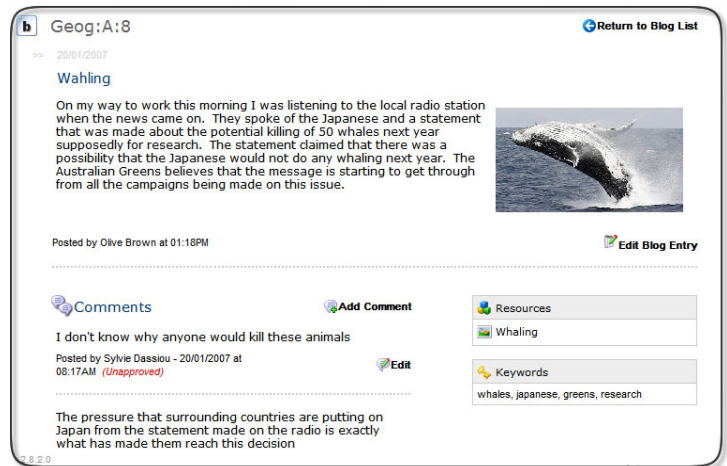 b Geog:A:8
Return to Blog List
>> 20/01/2007
Wahling
On my way to work this morning I was listening to the local radio station
when the news came on. They spoke of the Japanese and a statement
that was made about the potential killing of 50 whales next year
supposedly for research. The statement claimed that there was a
possibility that the Japanese would not do any whaling next year. The
Australian Greens believes that the message is starting to get through
from all the campaigns being made on this issue.
Posted by Olive Brown at 01:18PM
Edit Blog Entry
Comments
Add Comment
I don't know why anyone would kill these animals
Posted by Sylvie Dassiou - 20/01/2007 at
08:17AM (Unapproved)
Edit
The pressure that surrounding countries are putting on
Japan from the statement made on the radio is exactly
what has made them reach this decision
Resources
Whaling
Keywords
whales, japanese, greens, research
2.8.2.0